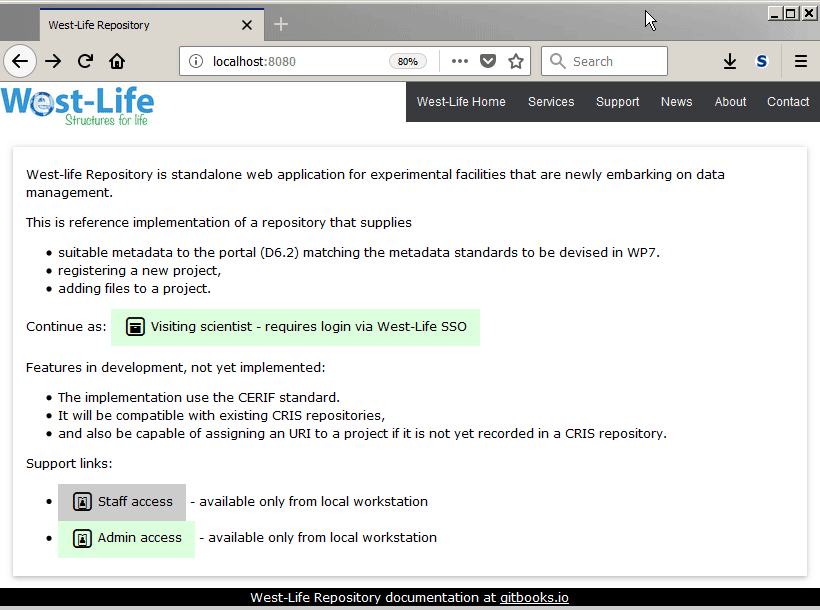 West-Life Repository
localhost:8080
80%
Search
S
West-Life
Structures for life
West-Life Home Services Support News About Contact
West-life Repository is standalone web application for experimental facilities that are newly embarking on data
management.
This is reference implementation of a repository that supplies
• suitable metadata to the portal (D6.2) matching the metadata standards to be devised in WP7.
• registering a new project,
• adding files to a project.
Continue as: Visiting scientist - requires login via West-Life SSO
Features in development, not yet implemented:
• The implementation use the CERIF standard.
• It will be compatible with existing CRIS repositories,
• and also be capable of assigning an URI to a project if it is not yet recorded in a CRIS repository.
Support links:
• Staff access - available only from local workstation
• Admin access - available only from local workstation
West-Life Repository documentation at gitbooks.io